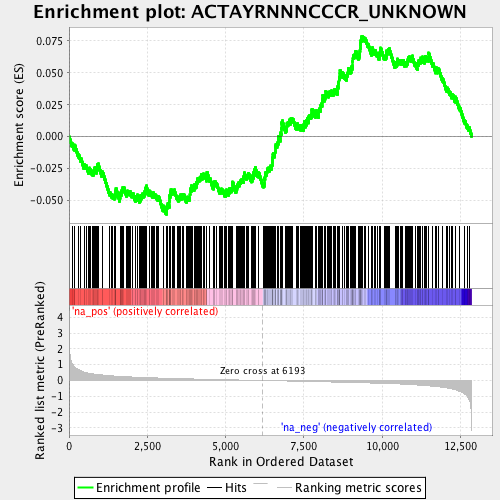 Enrichment plot: ACTAYRNNNCCCR_UNKNOWN
Enrichment score (ES)
0.075
0.050
0.025
0.000
-0.025
-0.050
'na_pos' (positively correlated)
Ranked list metric (PreRanked)
4
3
2
1
0
-1
-2
-3
Zero cross at 6193
'na_neg' (negatively correlated)
0
2,500
5,000
7,500
10,000
12,500
Rank in Ordered Dataset
Enrichment profile
Hits
Ranking metric scores